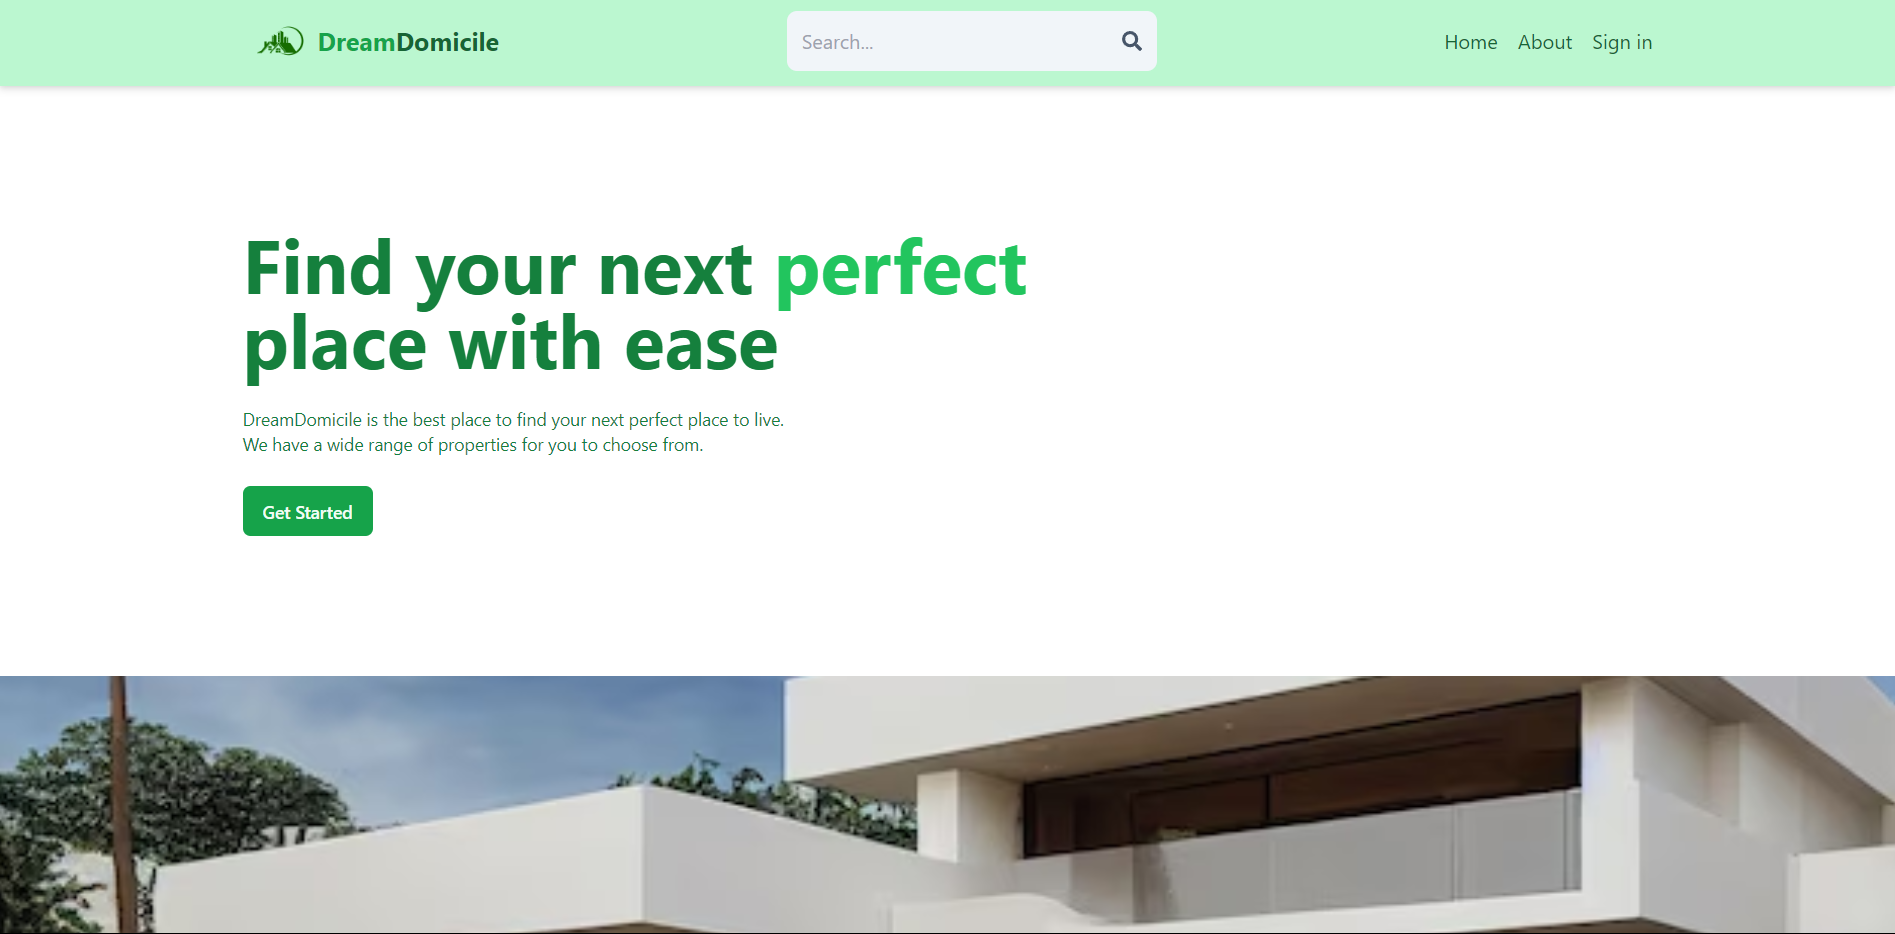 DreamDomicile
Search...
Home
About
Sign in
Find your next perfect
place with ease
DreamDomicile is the best place to find your next perfect place to live.
We have a wide range of properties for you to choose from.
Get Started